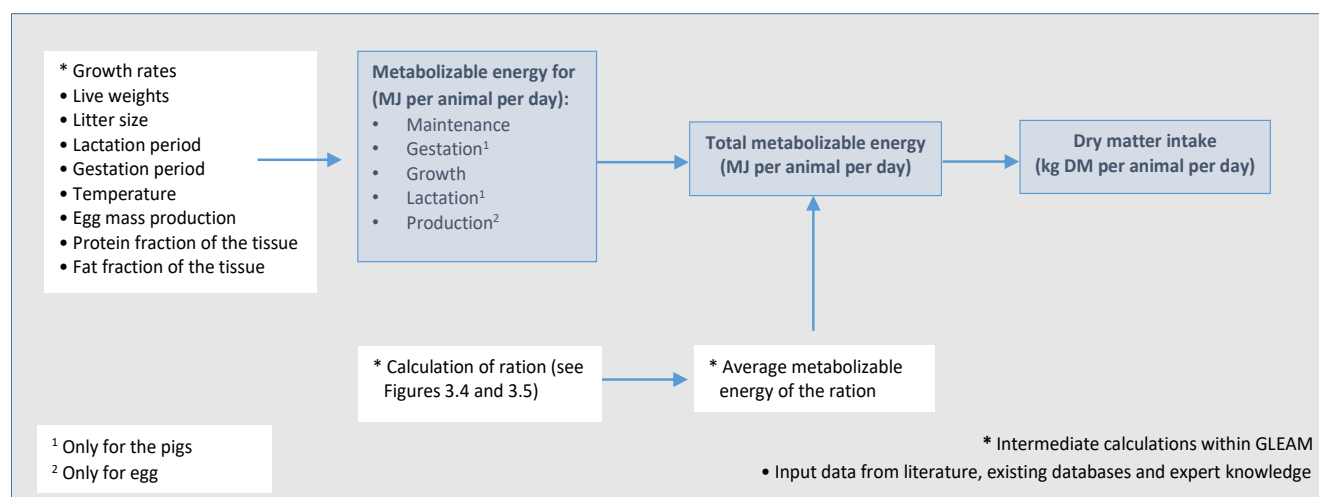 * Growth rates
• Live weights
• Litter size
• Lactation period
• Gestation period
• Temperature
• Egg mass production
• Protein fraction of the tissue
• Fat fraction of the tissue
Metabolizable energy for
(MJ per animal per day):
• Maintenance
• Gestation¹
• Growth
• Lactation¹
• Production²
Total metabolizable energy
(MJ per animal per day)
Dry matter intake
(kg DM per animal per day)
* Calculation of ration (see
Figures 3.4 and 3.5)
* Average metabolizable
energy of the ration
¹ Only for the pigs
² Only for egg
* Intermediate calculations within GLEAM
• Input data from literature, existing databases and expert knowledge